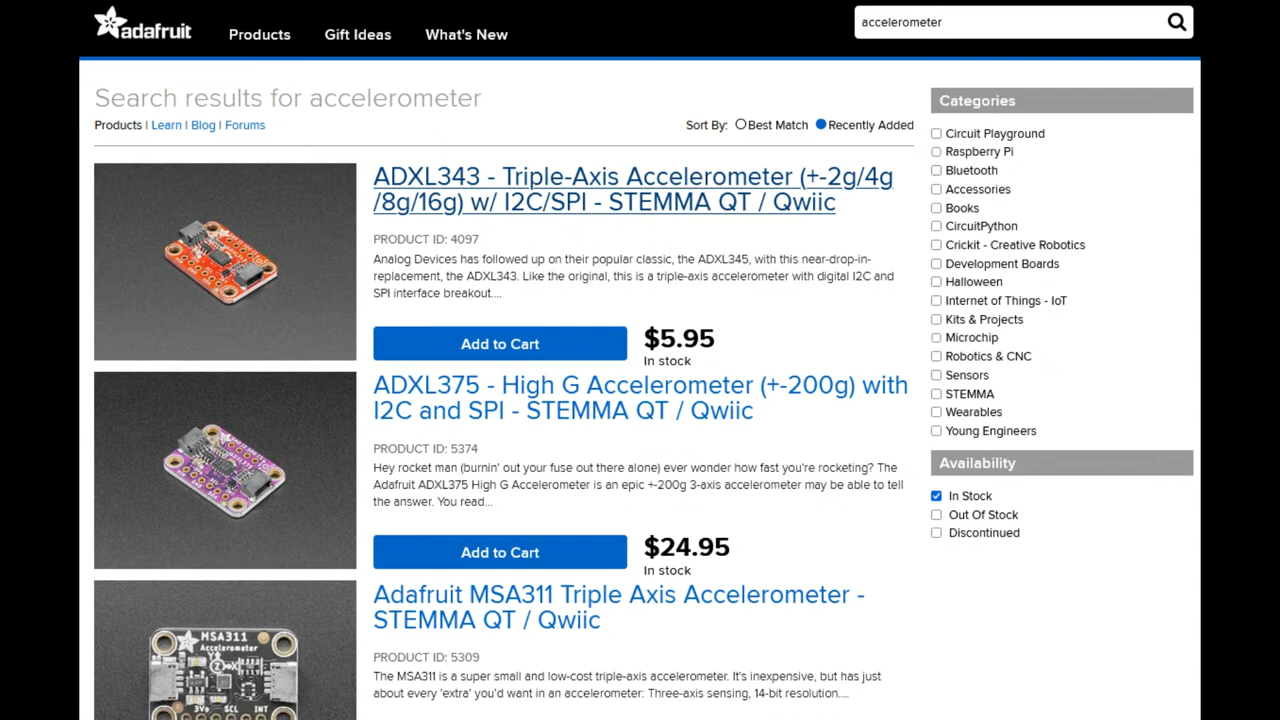 adafruit
Products
Gift Ideas
What's New
accelerometer
Search results for accelerometer
Products | Learn | Blog | Forums
Sort By: Best Match Recently Added
ADXL343 - Triple-Axis Accelerometer (+-2g/4g
/8g/16g) w/ I2C/SPI - STEMMA QT / Qwiic
PRODUCT ID: 4097
Analog Devices has followed up on their popular classic, the ADXL345, with this near-drop-in-
replacement, the ADXL343. Like the original, this is a triple-axis accelerometer with digital I2C and
SPI interface breakout....
Add to Cart
$5.95
In stock
ADXL375 - High G Accelerometer (+-200g) with
I2C and SPI - STEMMA QT / Qwiic
PRODUCT ID: 5374
Hey rocket man (burnin' out your fuse out there alone) ever wonder how fast you're rocketing? The
Adafruit ADXL375 High G Accelerometer is an epic +-200g 3-axis accelerometer may be able to tell
the answer. You read...
Add to Cart
$24.95
In stock
Adafruit MSA311 Triple Axis Accelerometer -
STEMMA QT / Qwiic
PRODUCT ID: 5309
The MSA311 is a super small and low-cost triple-axis accelerometer. It's inexpensive, but has just
about every 'extra' you'd want in an accelerometer: Three-axis sensing, 14-bit resolution....
MSA311
Accelerometer
Y
Z X
3Vo SCL INT
Categories
Circuit Playground
Raspberry Pi
Bluetooth
Accessories
Books
CircuitPython
Crickit - Creative Robotics
Development Boards
Halloween
Internet of Things - IoT
Kits & Projects
Microchip
Robotics & CNC
Sensors
STEMMA
Wearables
Young Engineers
Availability
In Stock
Out Of Stock
Discontinued